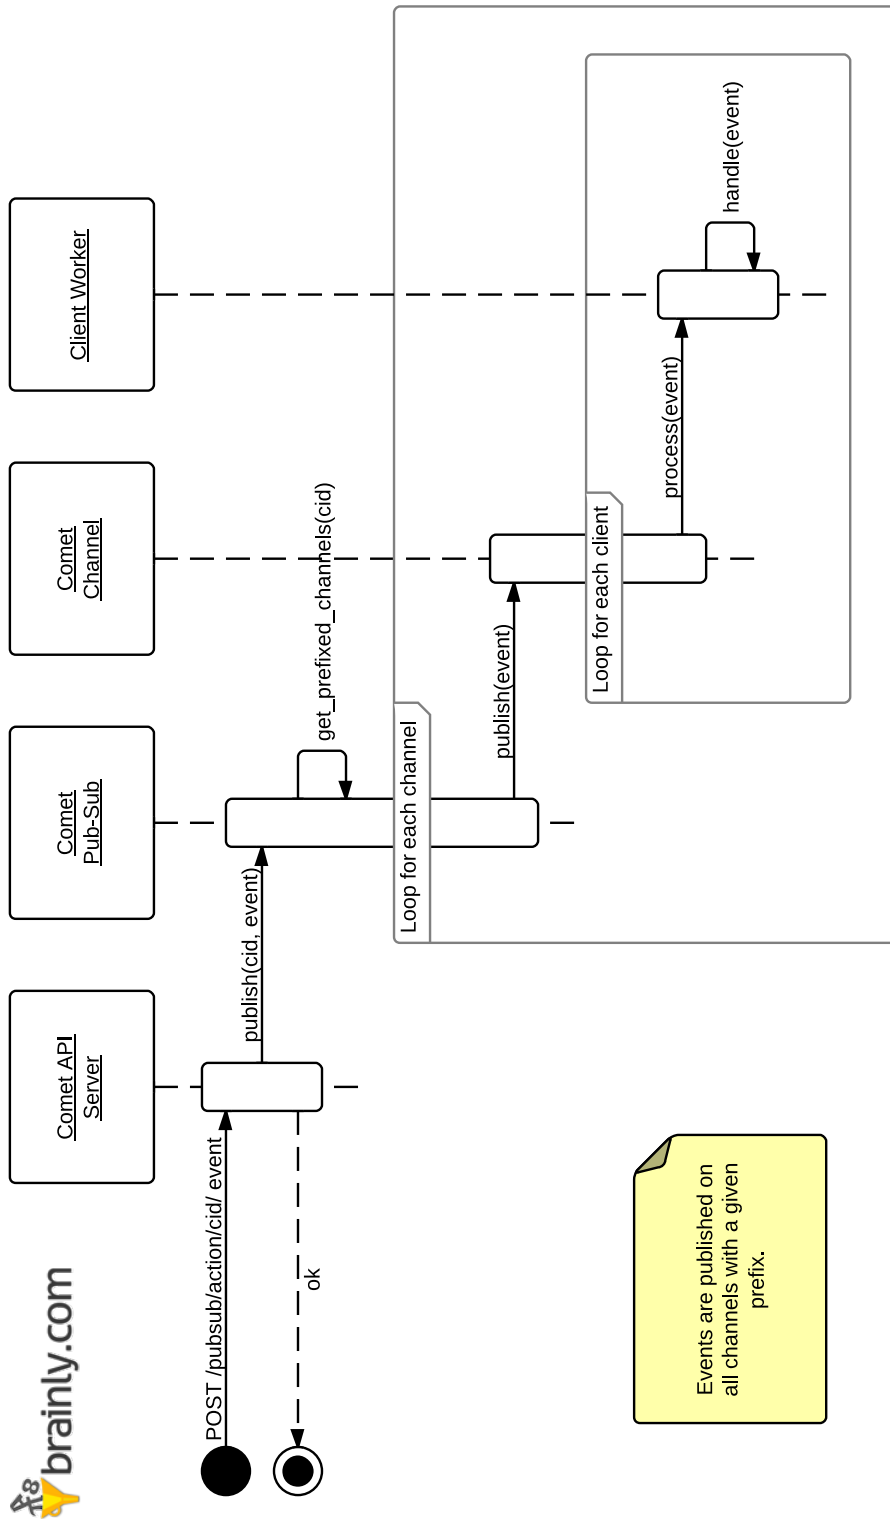 brainly.com
Comet API
Server
Comet
Pub-Sub
Comet
Channel
Client Worker
POST /pubsub/action/cid/ event
publish(cid, event)
ok
get_prefixed_channels(cid)
Loop for each channel
publish(event)
Loop for each client
process(event)
handle(event)
Events are published on
all channels with a given
prefix.